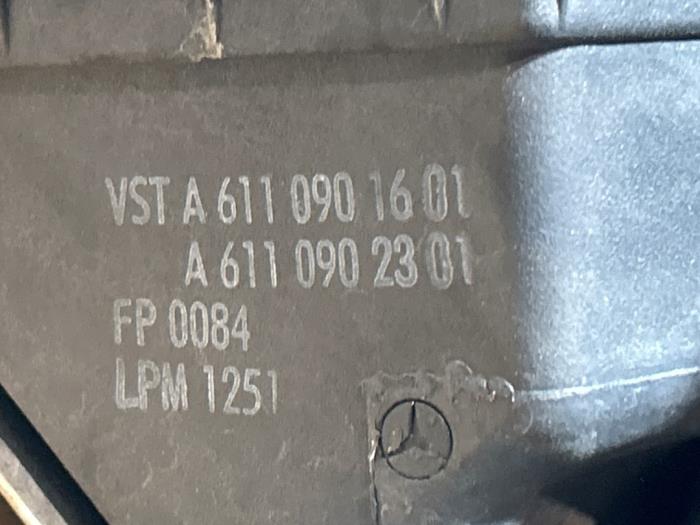 VST A 611 090 16 01
A 611 090 23 01
FP 0084
LPM 1251